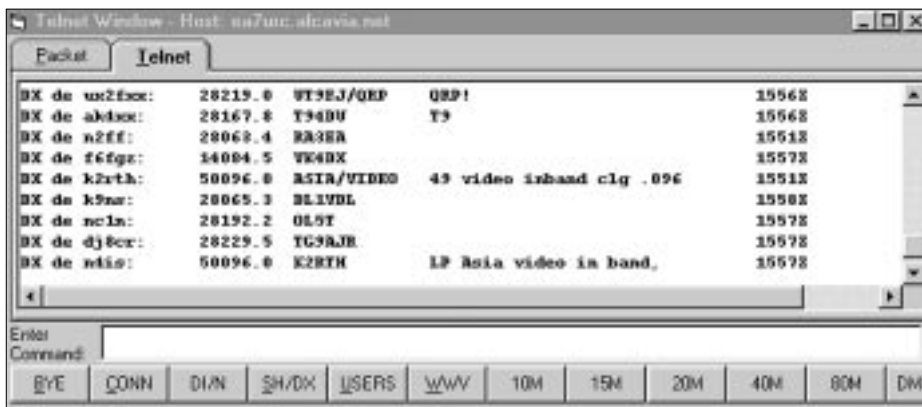 Telnet Window - Host: ea7urc.alcavia.net
Packet Telnet
DX de ux2fxx: 28219.0 UT9EJ/QRP QRP! 1556Z
DX de ak4xx: 28167.8 T94DU T9 1556Z
DX de n2ff: 28063.4 RA3EA 1551Z
DX de f6fgz: 14084.5 VK4DX 1557Z
DX de k2rth: 50096.0 ASIA/VIDEO 49 video inband clg .096 1551Z
DX de k9nw: 28065.3 1550Z
DX de nc1n: 28192.2 OL5T 1557Z
DX de dj8cr: 28229.5 TG9AJR 1557Z
DX de n4is: 50096.0 K2RTH LP Asia video in band, 1557Z
Enter
Command:
BYE CONN DI/N SH/DX USERS WWV 10M 15M 20M 40M 80M DM